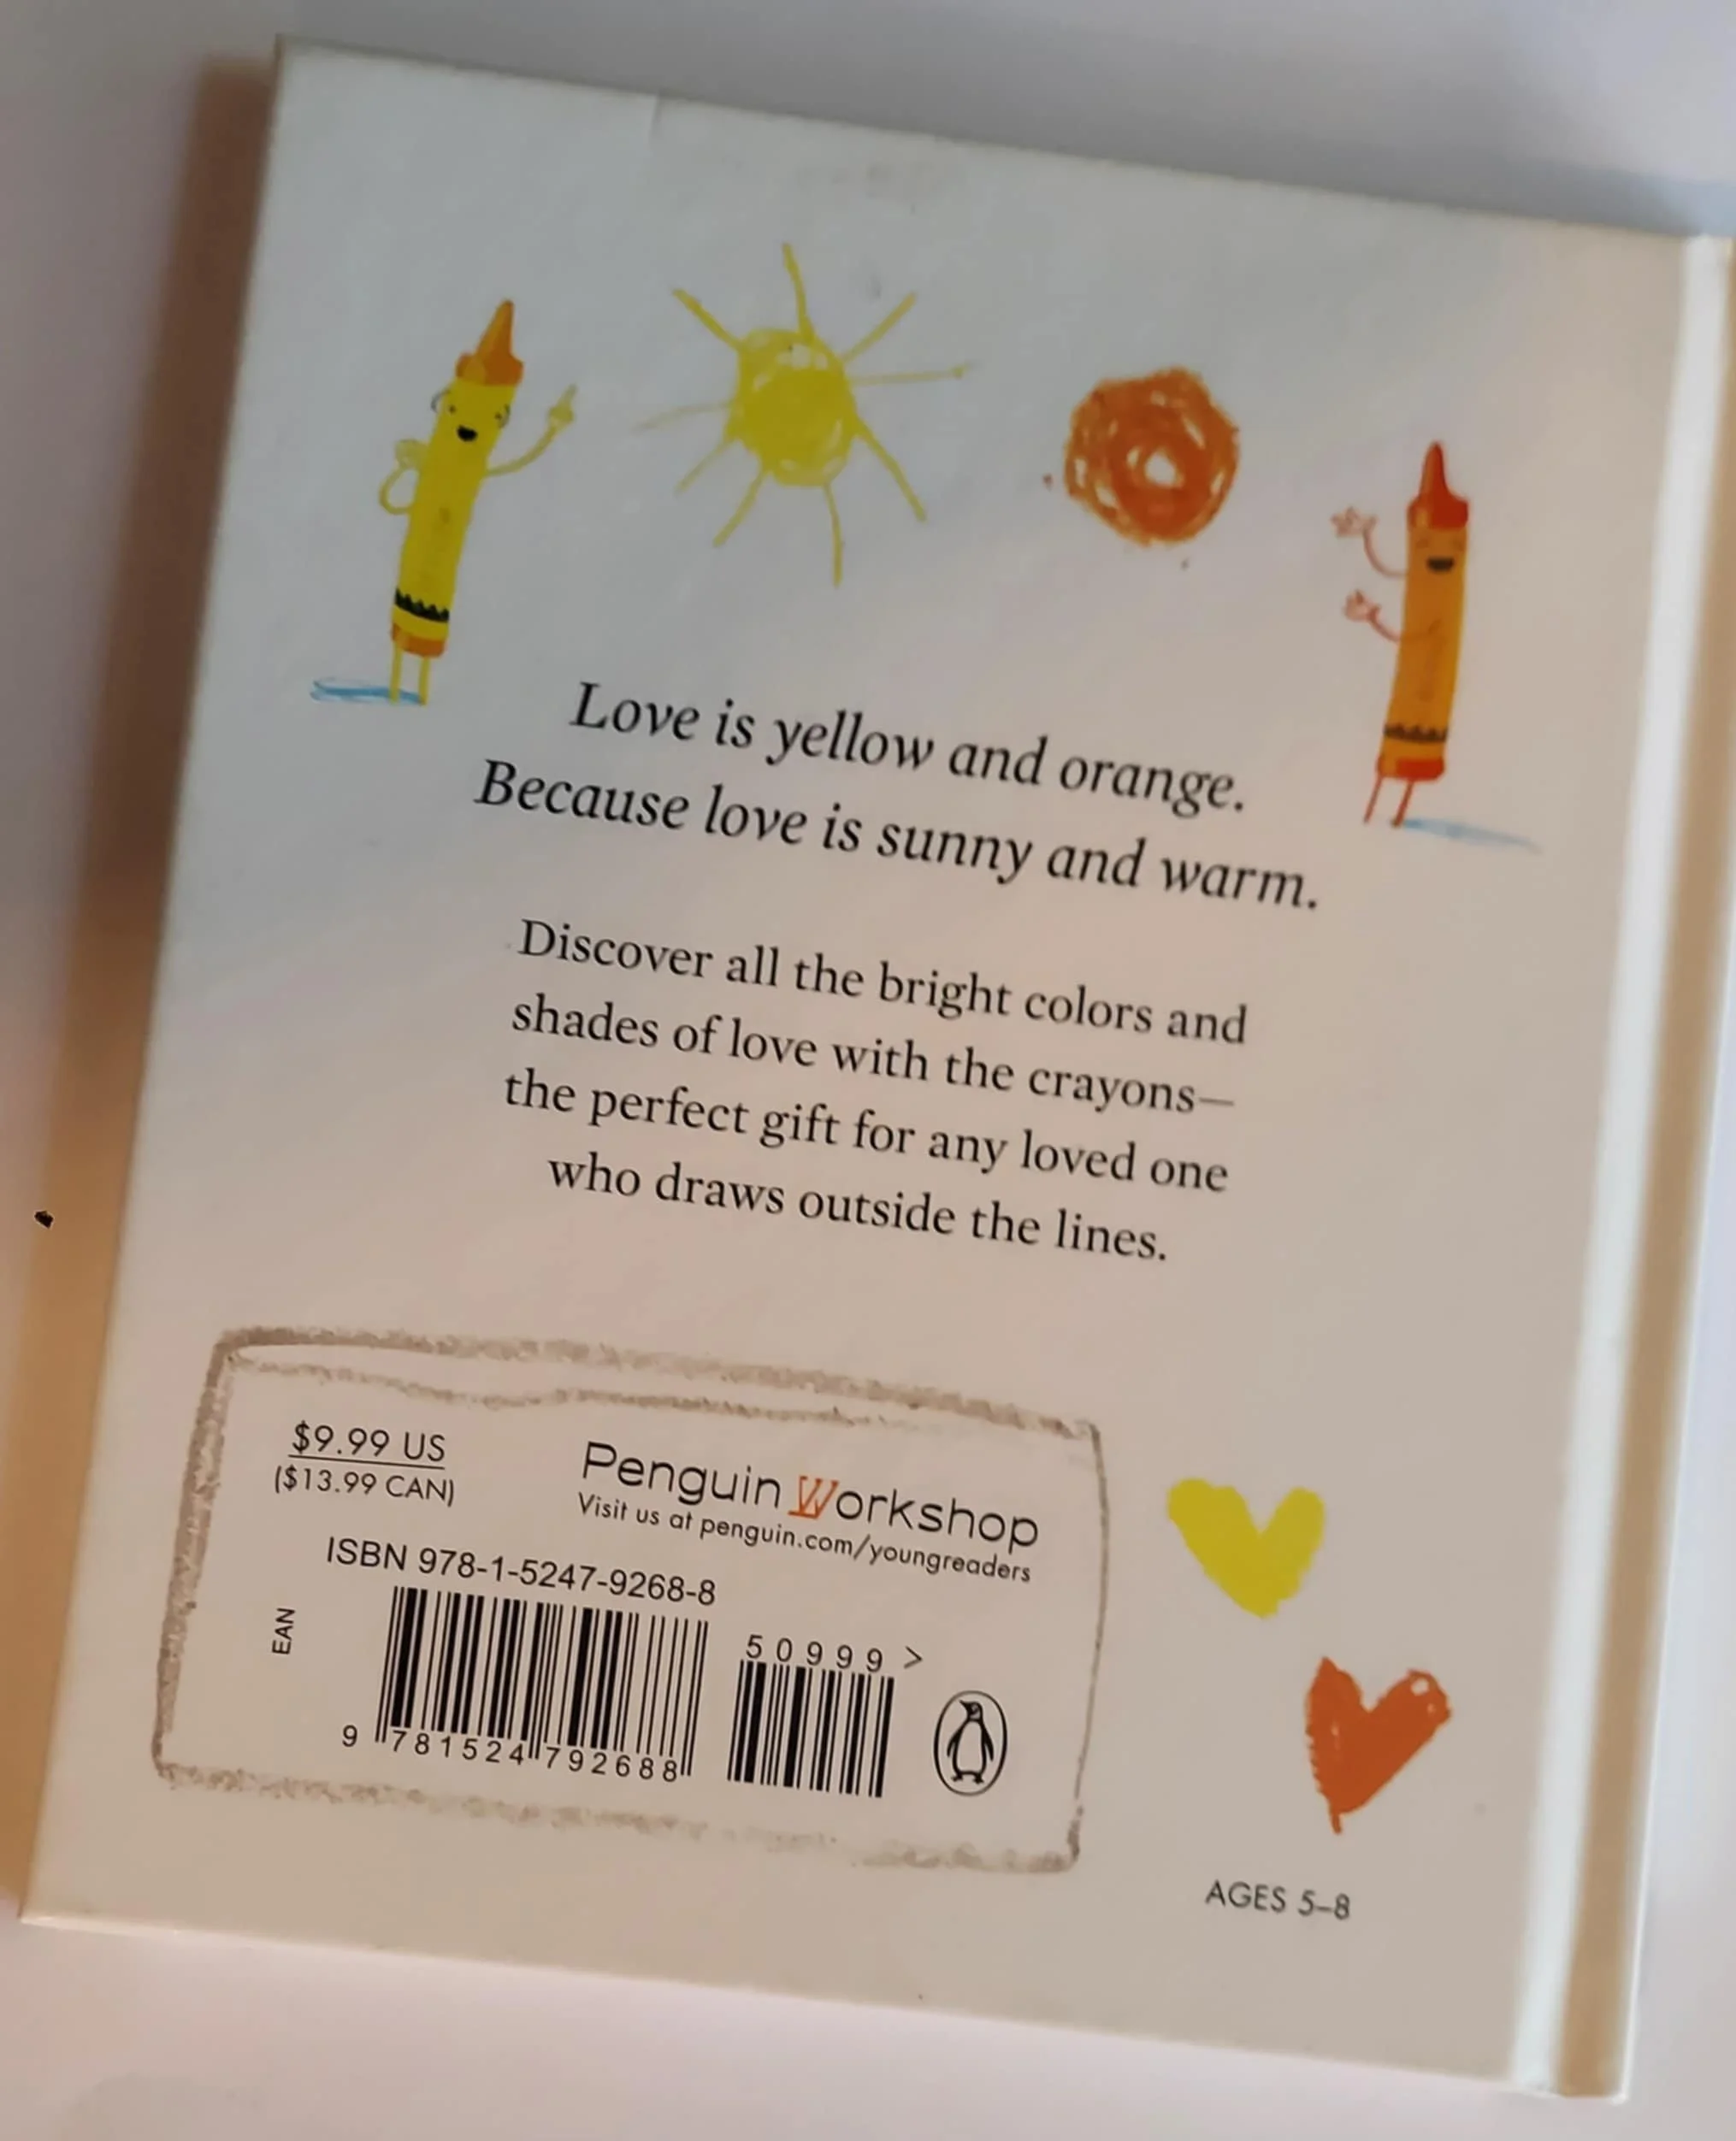 Love is yellow and orange.
Because love is sunny and warm.
Discover all the bright colors and
shades of love with the crayons—
the perfect gift for any loved one
who draws outside the lines.
$9.99 US
($13.99 CAN)
Penguin Workshop
Visit us at penguin.com/youngreaders
ISBN 978-1-5247-9268-8
EAN
50999>
9 781524 792688
AGES 5–8